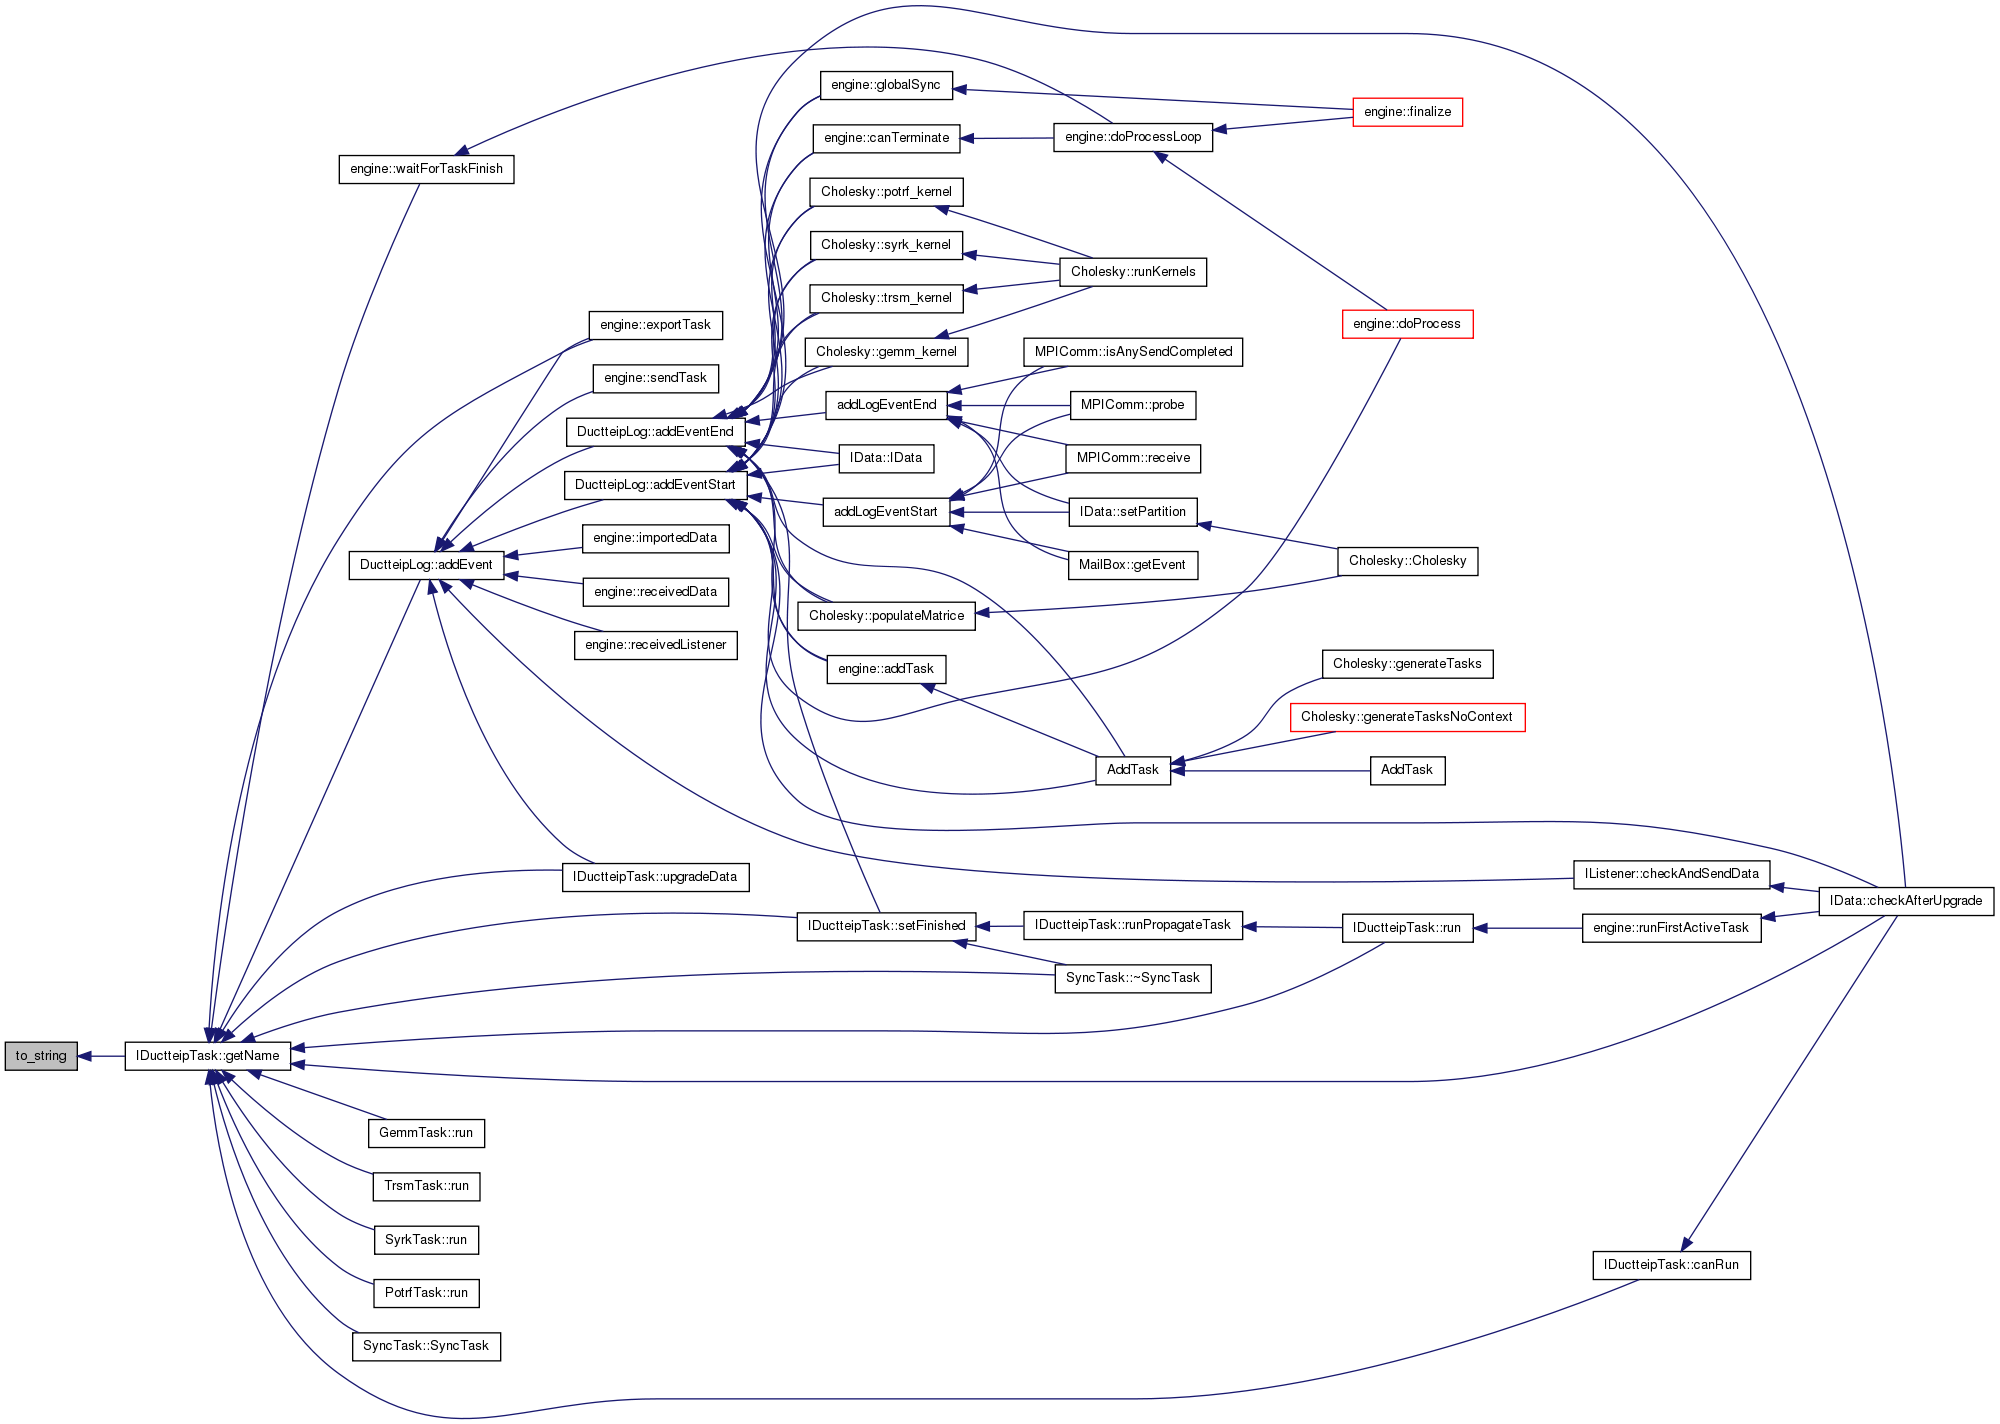 engine::globalSync
engine::finalize
engine::canTerminate
engine::doProcessLoop
engine::waitForTaskFinish
Cholesky::potrf_kernel
Cholesky::syrk_kernel
Cholesky::runKernels
Cholesky::trsm_kernel
engine::exportTask
engine::doProcess
Cholesky::gemm_kernel
MPIComm::isAnySendCompleted
engine::sendTask
addLogEventEnd
MPIComm::probe
DuctteipLog::addEventEnd
IData::IData
MPIComm::receive
DuctteipLog::addEventStart
addLogEventStart
IData::setPartition
engine::importedData
DuctteipLog::addEvent
MailBox::getEvent
Cholesky::Cholesky
engine::receivedData
Cholesky::populateMatrice
engine::receivedListener
engine::addTask
Cholesky::generateTasks
Cholesky::generateTasksNoContext
AddTask
AddTask
IDuctteipTask::upgradeData
IListener::checkAndSendData
IData::checkAfterUpgrade
IDuctteipTask::setFinished
IDuctteipTask::runPropagateTask
IDuctteipTask::run
engine::runFirstActiveTask
SyncTask::~SyncTask
to_string
IDuctteipTask::getName
GemmTask::run
TrsmTask::run
SyrkTask::run
IDuctteipTask::canRun
PotrfTask::run
SyncTask::SyncTask